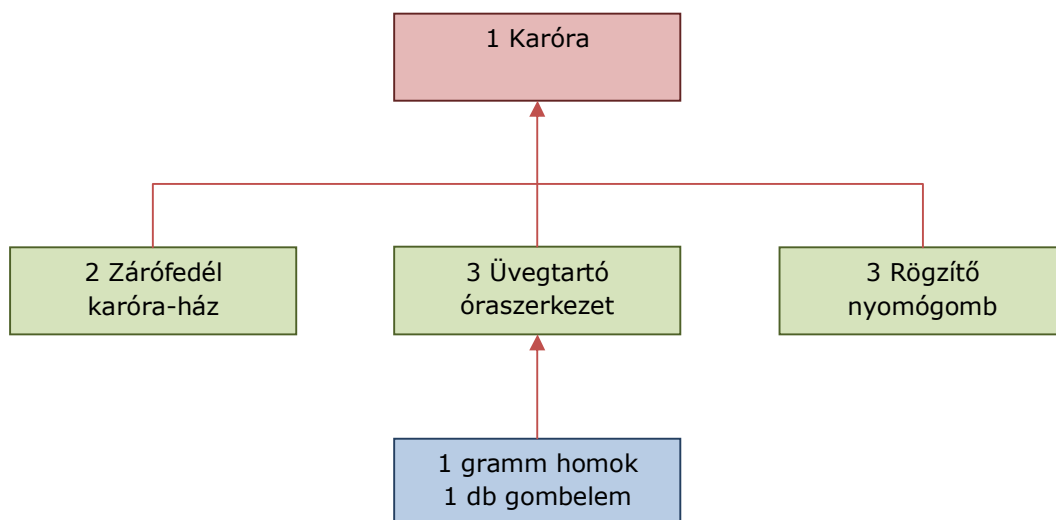 1 Karóra
2 Zárófedél
karóra-ház
3 Üvegtartó
óraszerkezet
3 Rögzítő
nyomógomb
1 gramm homok
1 db gombelem